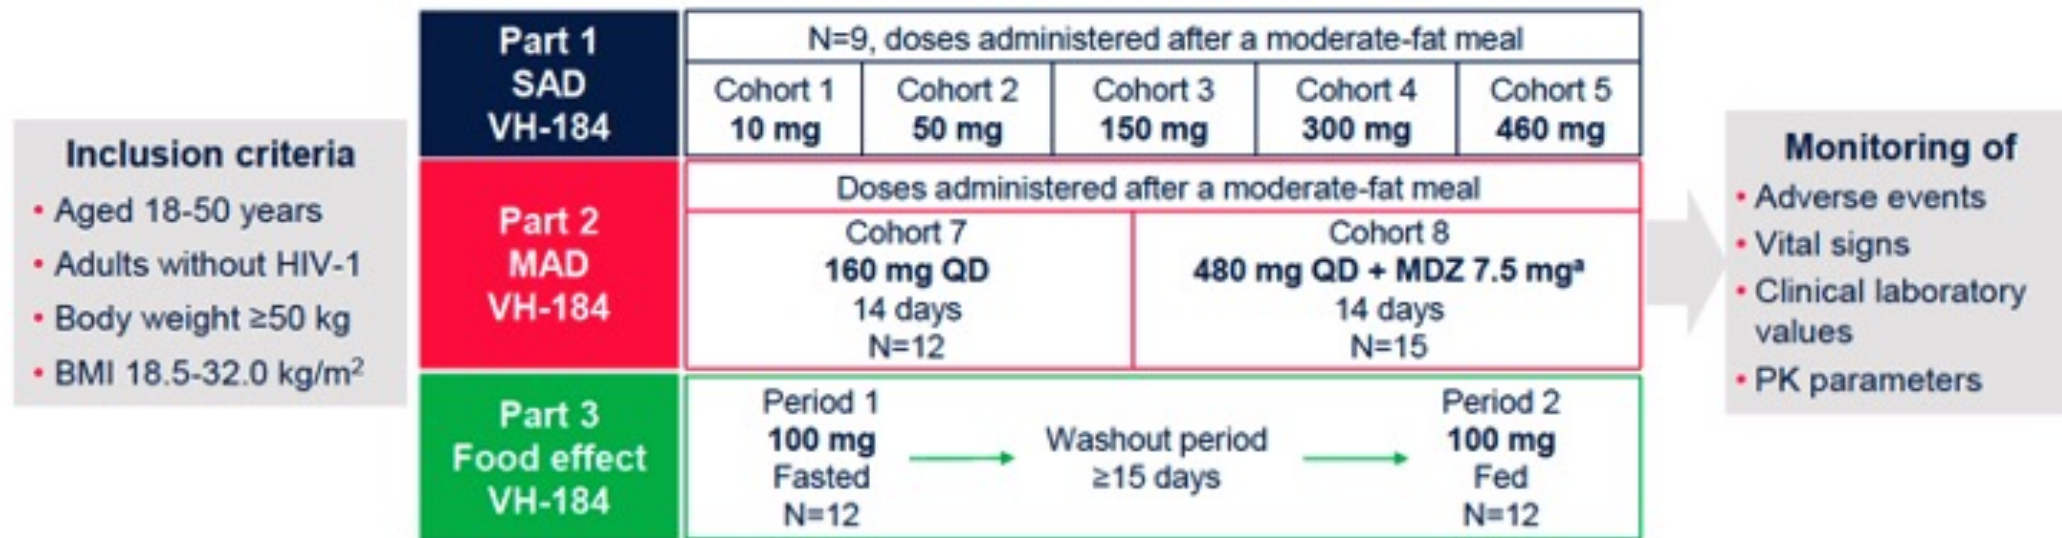 Inclusion criteria
• Aged 18-50 years
• Adults without HIV-1
• Body weight ≥50 kg
• BMI 18.5-32.0 kg/m²
Part 1
SAD
VH-184
N=9, doses administered after a moderate-fat meal
Cohort 1
10 mg
Cohort 2
50 mg
Cohort 3
150 mg
Cohort 4
300 mg
Cohort 5
460 mg
Part 2
MAD
VH-184
Doses administered after a moderate-fat meal
Cohort 7
160 mg QD
14 days
N=12
Cohort 8
480 mg QD + MDZ 7.5 mgᵃ
14 days
N=15
Part 3
Food effect
VH-184
Period 1
100 mg
Fasted
N=12
Washout period
≥15 days
Period 2
100 mg
Fed
N=12
Monitoring of
• Adverse events
• Vital signs
• Clinical laboratory
values
• PK parameters